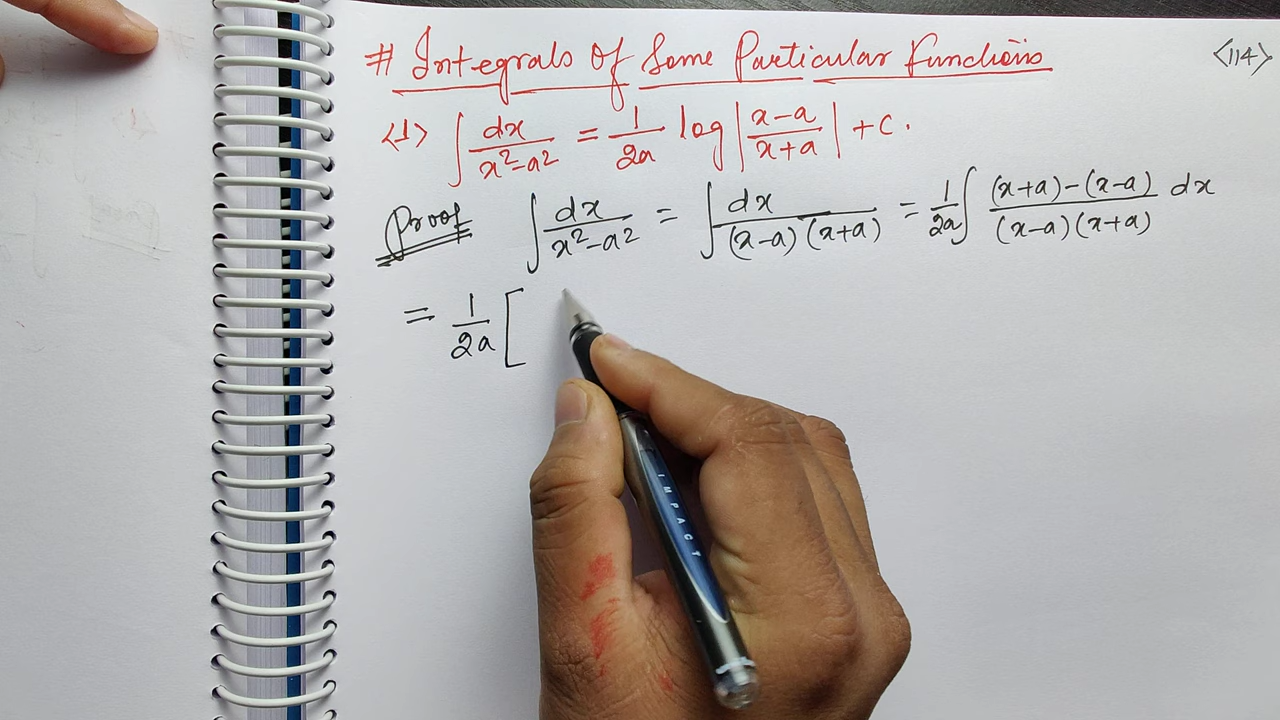 # Integrals Of Some Particular Functions
<114>
<1> ∫ dx/(x²-a²) = 1/2a log |(x-a)/(x+a)| + c.
Proof ∫ dx/(x²-a²) = ∫ dx/((x-a)(x+a)) = 1/2a ∫ ((x+a)-(x-a))/((x-a)(x+a)) dx
= 1/2a [
IMPACT